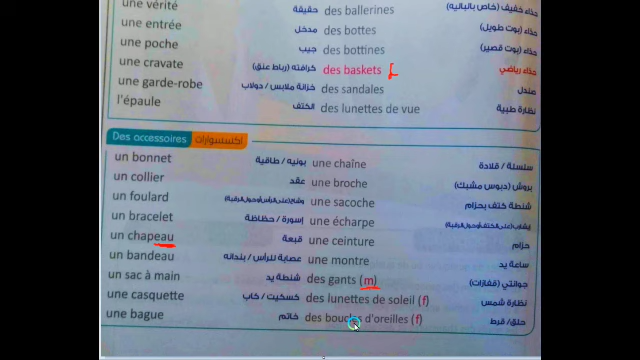 une vérité حقيقة des ballerines حذاء خفيف (خاص بالباليه)
une entrée مدخل des bottes حذاء (بوت طويل)
une poche جيب des bottines حذاء (بوت قصير)
une cravate كرافته (رباط عنق) des baskets حذاء رياضي
une garde-robe خزانة ملابس / دولاب des sandales صندل
l'épaule الكتف des lunettes de vue نظارة طبية
Des accessoires اكسسوارات
un bonnet بونيه / طاقية une chaîne سلسلة / قلادة
un collier عقد une broche بروش (دبوس مشبك)
un foulard une sacoche شنطة كتف بحزام
un bracelet إسورة / حظاظة une écharpe
un chapeau قبعة une ceinture حزام
un bandeau عصابة للرأس / بندانه une montre ساعة يد
un sac à main شنطة يد des gants (m) جوانتي (قفازات)
une casquette كسكيت / كاب des lunettes de soleil (f) نظارة شمس
une bague خاتم des boucles d'oreilles (f) حلق / قرط